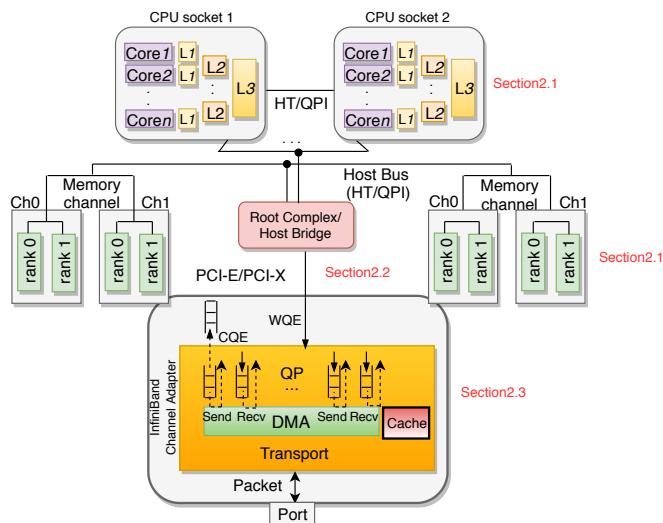 CPU socket 1
CPU socket 2
Core1 L1
Core2 L1
L2
L3
Coren L1
L2
Core1 L1
Core2 L1
L2
L3
Coren L1
L2
HT/QPI
Section2.1
...
Host Bus
(HT/QPI)
Memory
channel
Ch0
Ch1
rank 0
rank 1
rank 0
rank 1
Memory
channel
Ch0
Ch1
rank 0
rank 1
rank 0
rank 1
Section2.1
Root Complex/
Host Bridge
PCI-E/PCI-X
Section2.2
CQE
WQE
InfiniBand
Channel Adapter
QP
...
Section2.3
Send Recv
DMA
Send Recv
Cache
Transport
Packet
Port